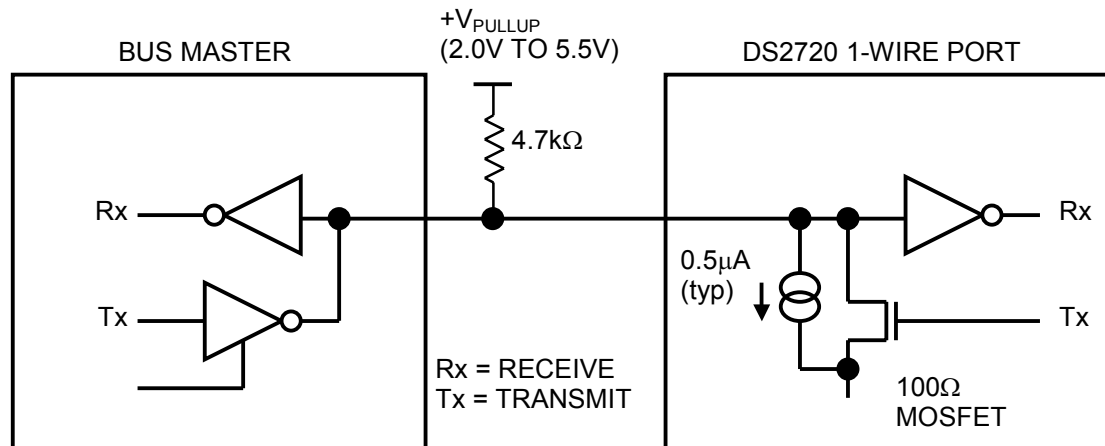 +V_PULLUP
(2.0V TO 5.5V)
BUS MASTER
DS2720 1-WIRE PORT
4.7kΩ
Rx
Rx
0.5μA
(typ)
Tx
Tx
Rx = RECEIVE
Tx = TRANSMIT
100Ω
MOSFET